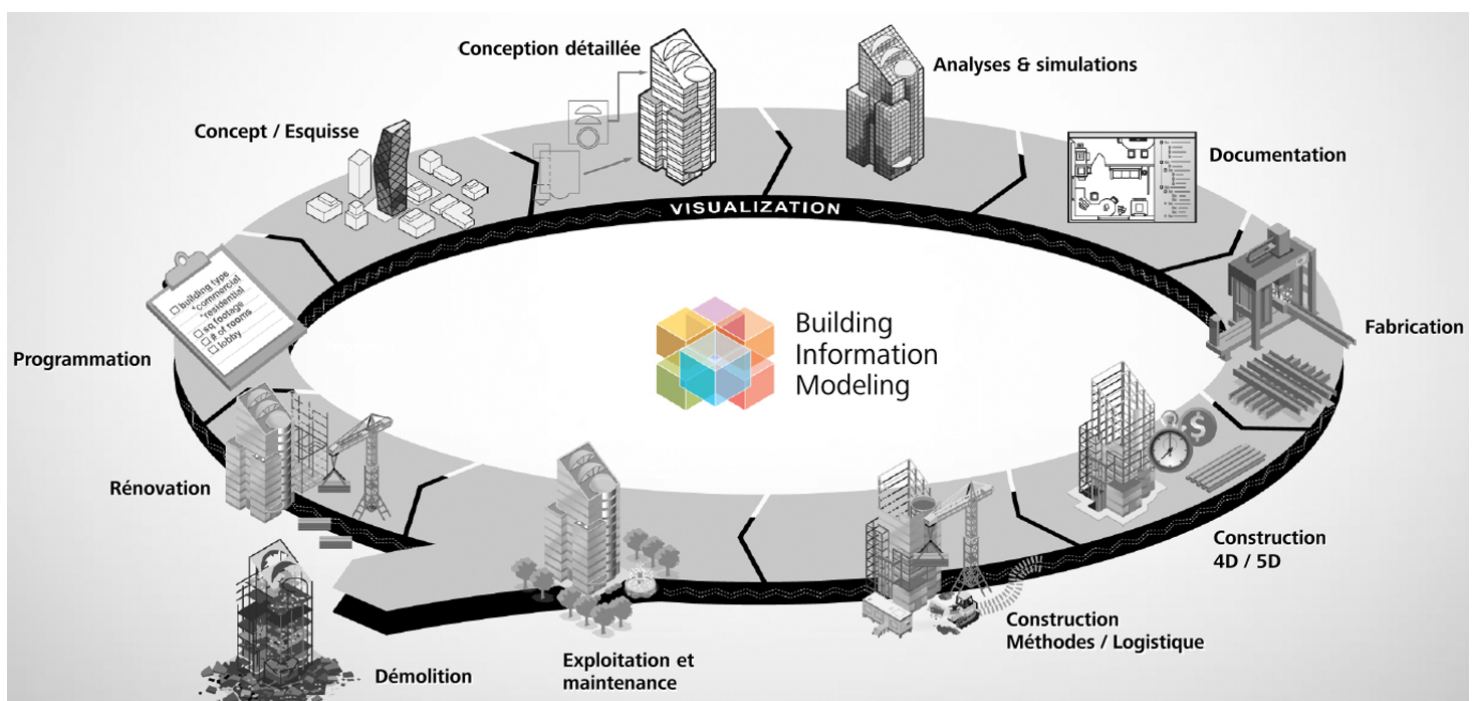 Conception détaillée
Analyses & simulations
Concept / Esquisse
Documentation
VISUALIZATION
building type
"commercial
"residential
sq footage
# of rooms
lobby
Programmation
Building
Information
Modeling
Fabrication
$
Rénovation
Construction
4D / 5D
Construction
Méthodes / Logistique
Exploitation et
maintenance
Démolition